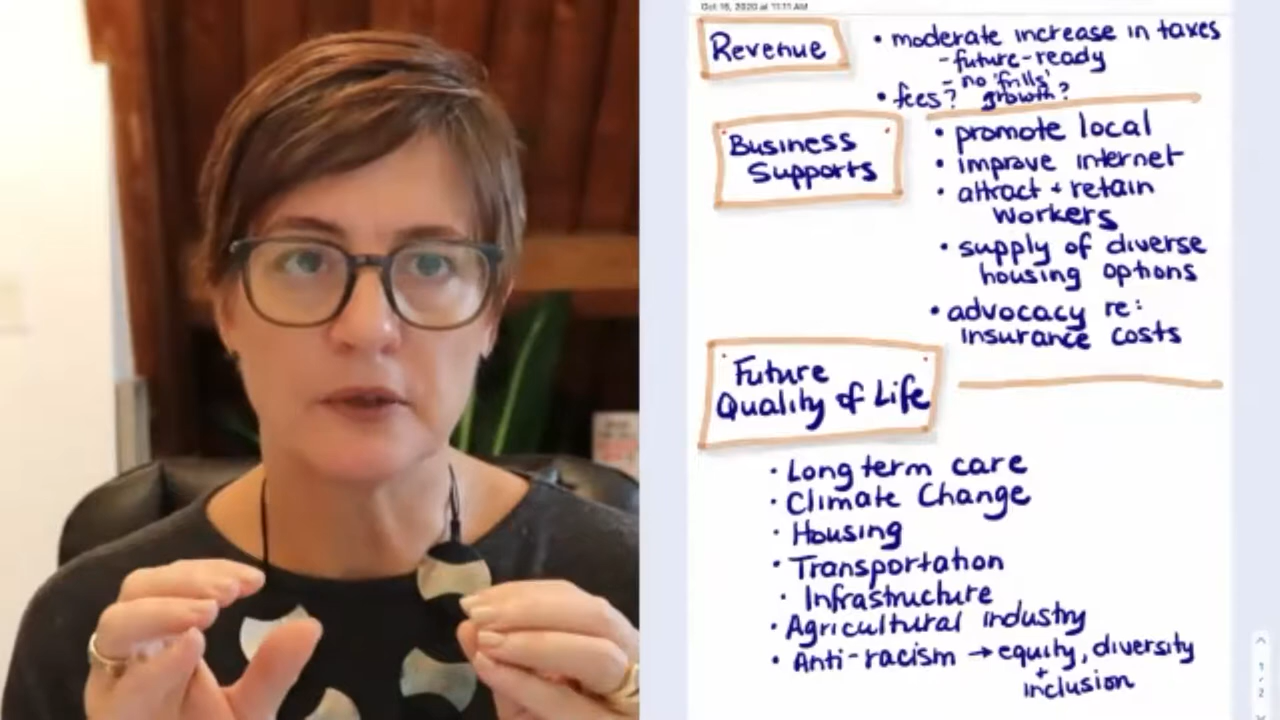 Oct 16, 2020 at 11:11 AM
Revenue
• moderate increase in taxes
- future-ready
- no 'frills'
• fees? growth?
Business
Supports
• promote local
• improve internet
• attract + retain
workers
• supply of diverse
housing options
• advocacy re:
insurance costs
Future
Quality of Life
• Long term care
• Climate Change
• Housing
• Transportation
• Infrastructure
• Agricultural industry
• Anti-racism → equity, diversity
+
inclusion
1
/
2